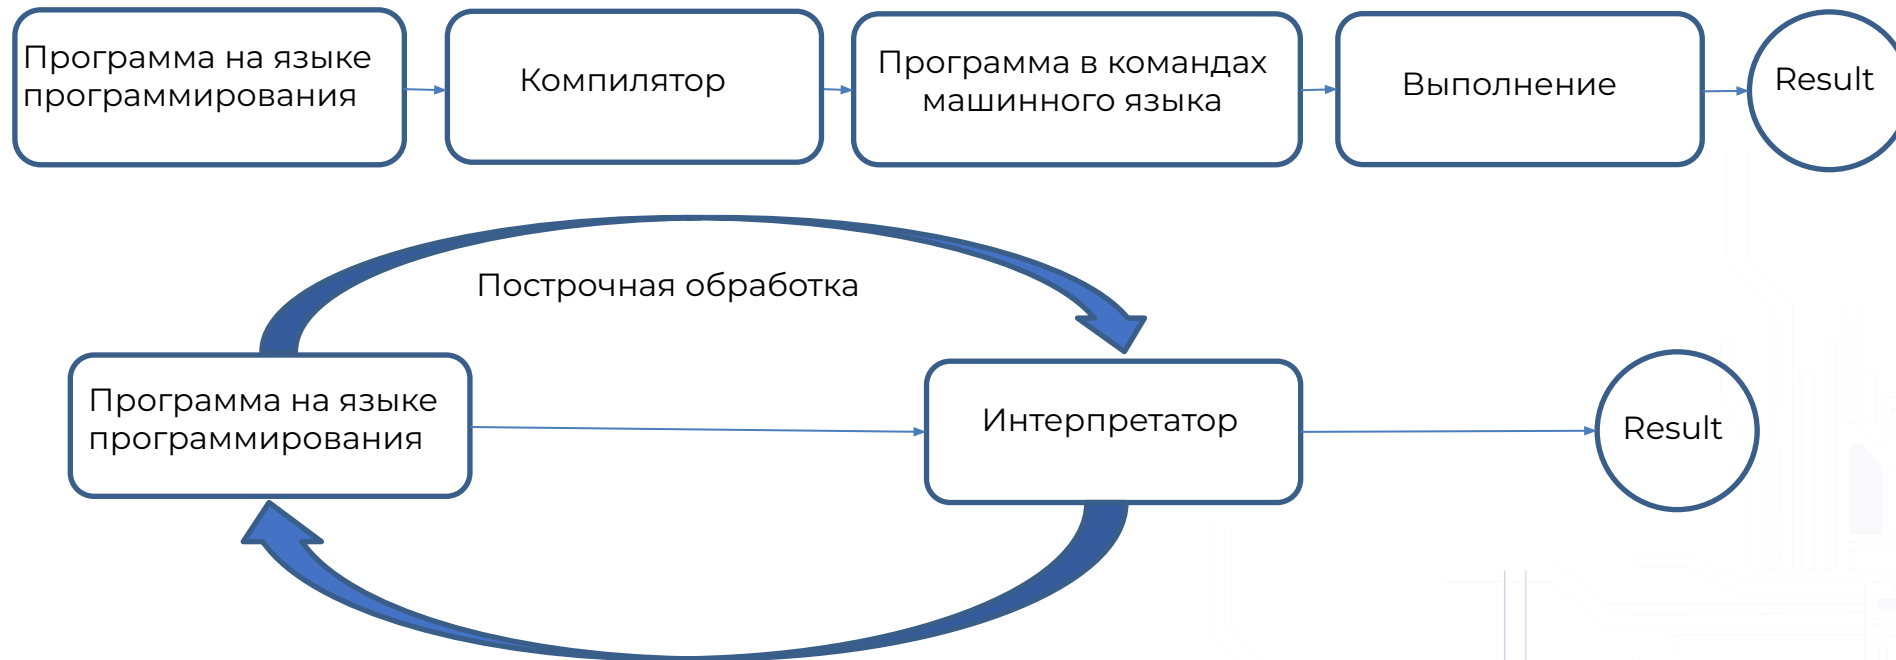 Программа на языке
программирования
Компилятор
Программа в командах
машинного языка
Выполнение
Result
Построчная обработка
Программа на языке
программирования
Интерпретатор
Result